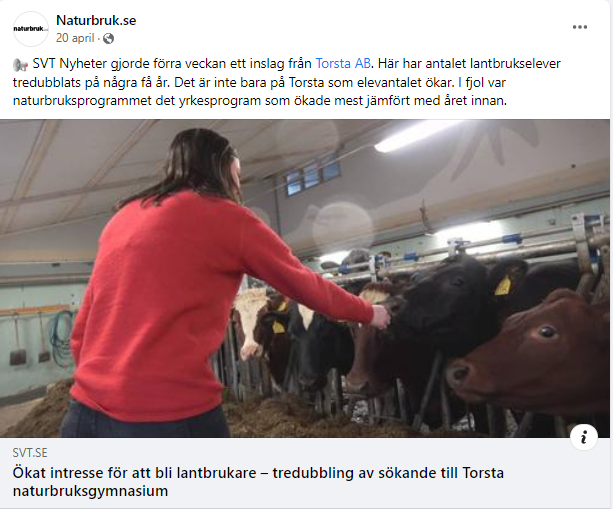 naturbruk.se
Naturbruk.se
20 april ·
🐄 SVT Nyheter gjorde förra veckan ett inslag från Torsta AB. Här har antalet lantbrukselever
tredubblats på några få år. Det är inte bara på Torsta som elevantalet ökar. I fjol var
naturbruksprogrammet det yrkesprogram som ökade mest jämfört med året innan.
SVT.SE
Ökat intresse för att bli lantbrukare – tredubbling av sökande till Torsta
naturbruksgymnasium